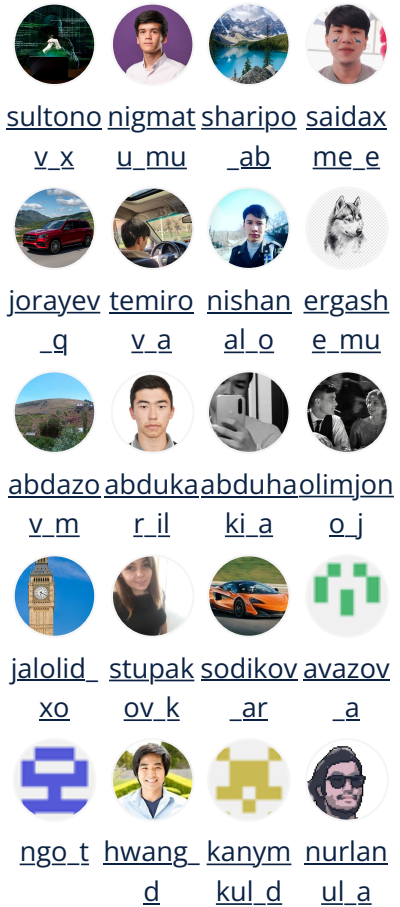 sultono nigmat sharipo saidax
v_x u_mu _ab me_e
jorayev temiro nishan ergash
_q v_a al_o e_mu
abdazo abduka abduha olimjon
v_m r_il ki_a o_j
jalolid_ stupak sodikov avazov
xo ov_k _ar _a
ngo_t hwang_ kanym nurlan
d kul_d ul_a